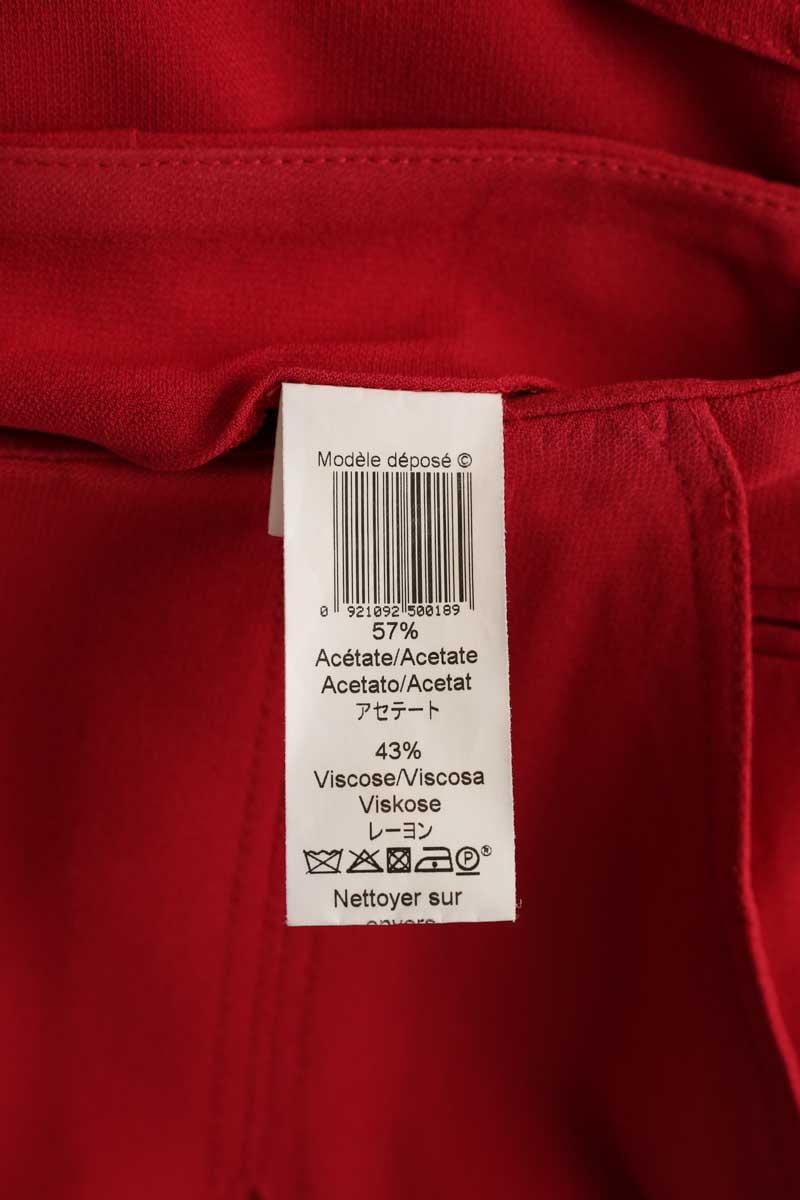 Modèle déposé ©
0 921092 500189
57%
Acétate/Acetate
Acetato/Acetat
アセテート
43%
Viscose/Viscosa
Viskose
レーヨン
P ®
Nettoyer sur
envers